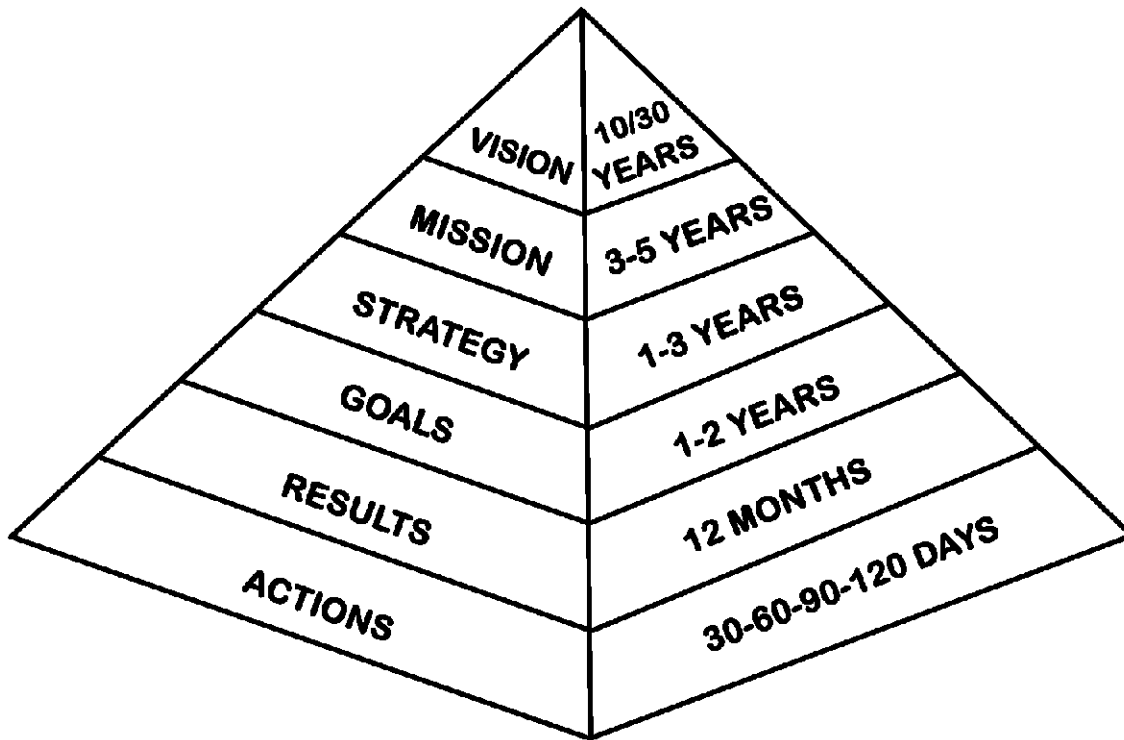 VISION
10/30
YEARS
MISSION
3-5 YEARS
STRATEGY
1-3 YEARS
GOALS
1-2 YEARS
RESULTS
12 MONTHS
ACTIONS
30-60-90-120 DAYS